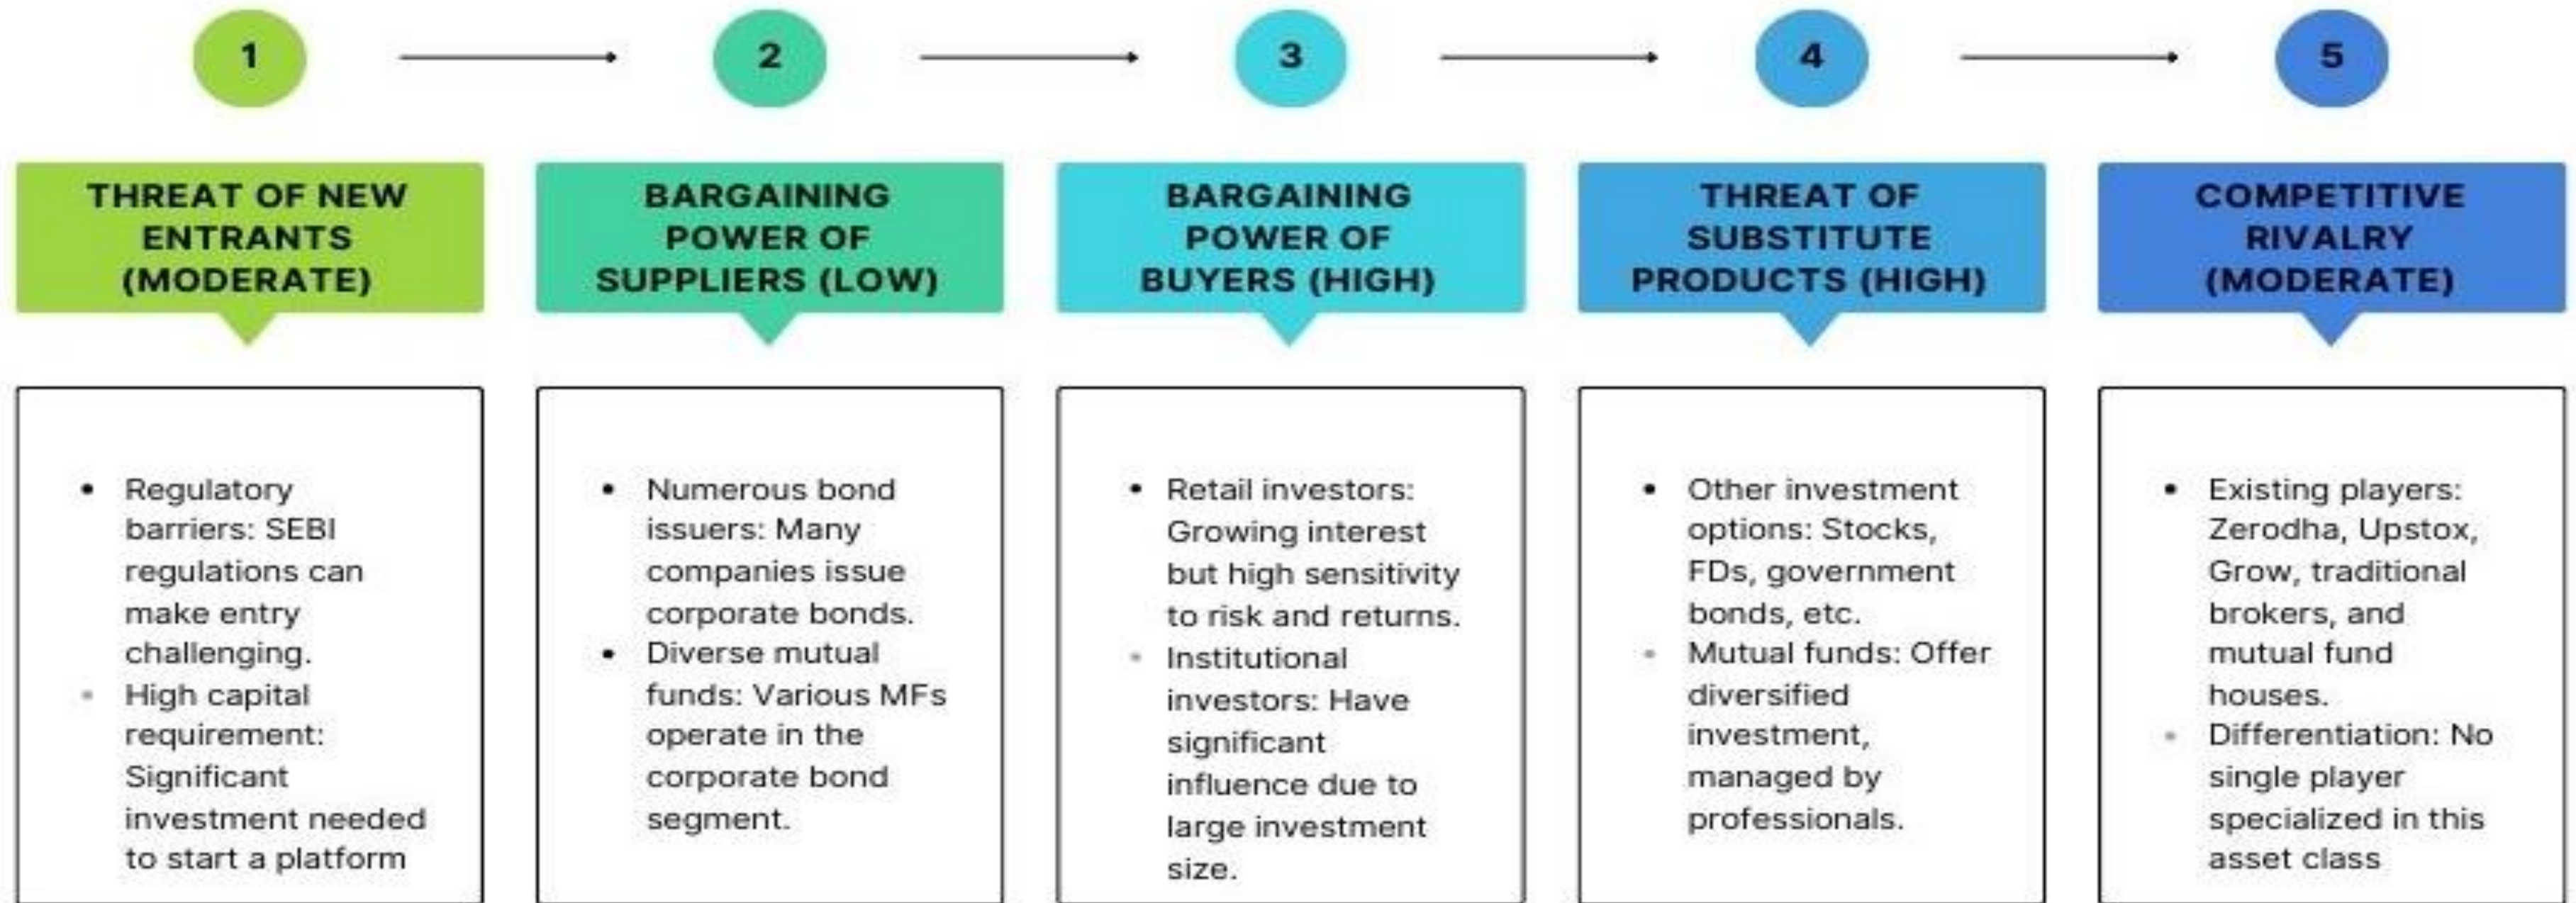 1
2
3
4
5
THREAT OF NEW
ENTRANTS
(MODERATE)
BARGAINING
POWER OF
SUPPLIERS (LOW)
BARGAINING
POWER OF
BUYERS (HIGH)
THREAT OF
SUBSTITUTE
PRODUCTS (HIGH)
COMPETITIVE
RIVALRY
(MODERATE)
• Regulatory
barriers: SEBI
regulations can
make entry
challenging.
• High capital
requirement:
Significant
investment needed
to start a platform
• Numerous bond
issuers: Many
companies issue
corporate bonds.
• Diverse mutual
funds: Various MFs
operate in the
corporate bond
segment.
• Retail investors:
Growing interest
but high sensitivity
to risk and returns.
• Institutional
investors: Have
significant
influence due to
large investment
size.
• Other investment
options: Stocks,
FDs, government
bonds, etc.
• Mutual funds: Offer
diversified
investment,
managed by
professionals.
• Existing players:
Zerodha, Upstox,
Grow, traditional
brokers, and
mutual fund
houses.
• Differentiation: No
single player
specialized in this
asset class